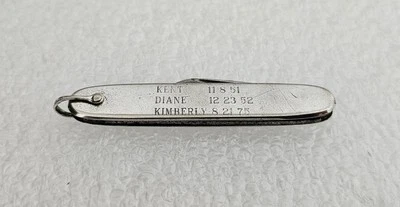 KENT 11 8 51
DIANE 12 23 52
KIMBERLY 8 21 75